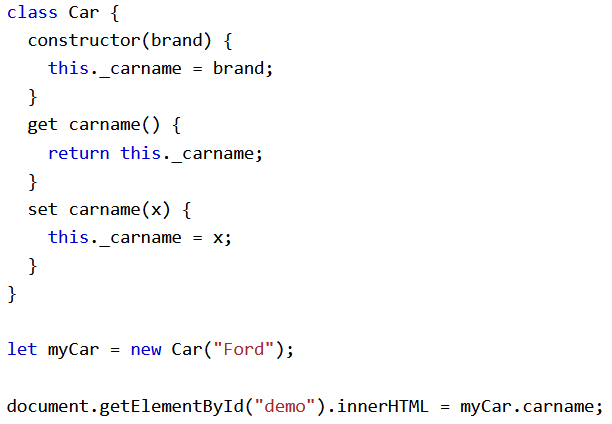 class Car {
  constructor(brand) {
    this._carname = brand;
  }
  get carname() {
    return this._carname;
  }
  set carname(x) {
    this._carname = x;
  }
}

let myCar = new Car("Ford");

document.getElementById("demo").innerHTML = myCar.carname;